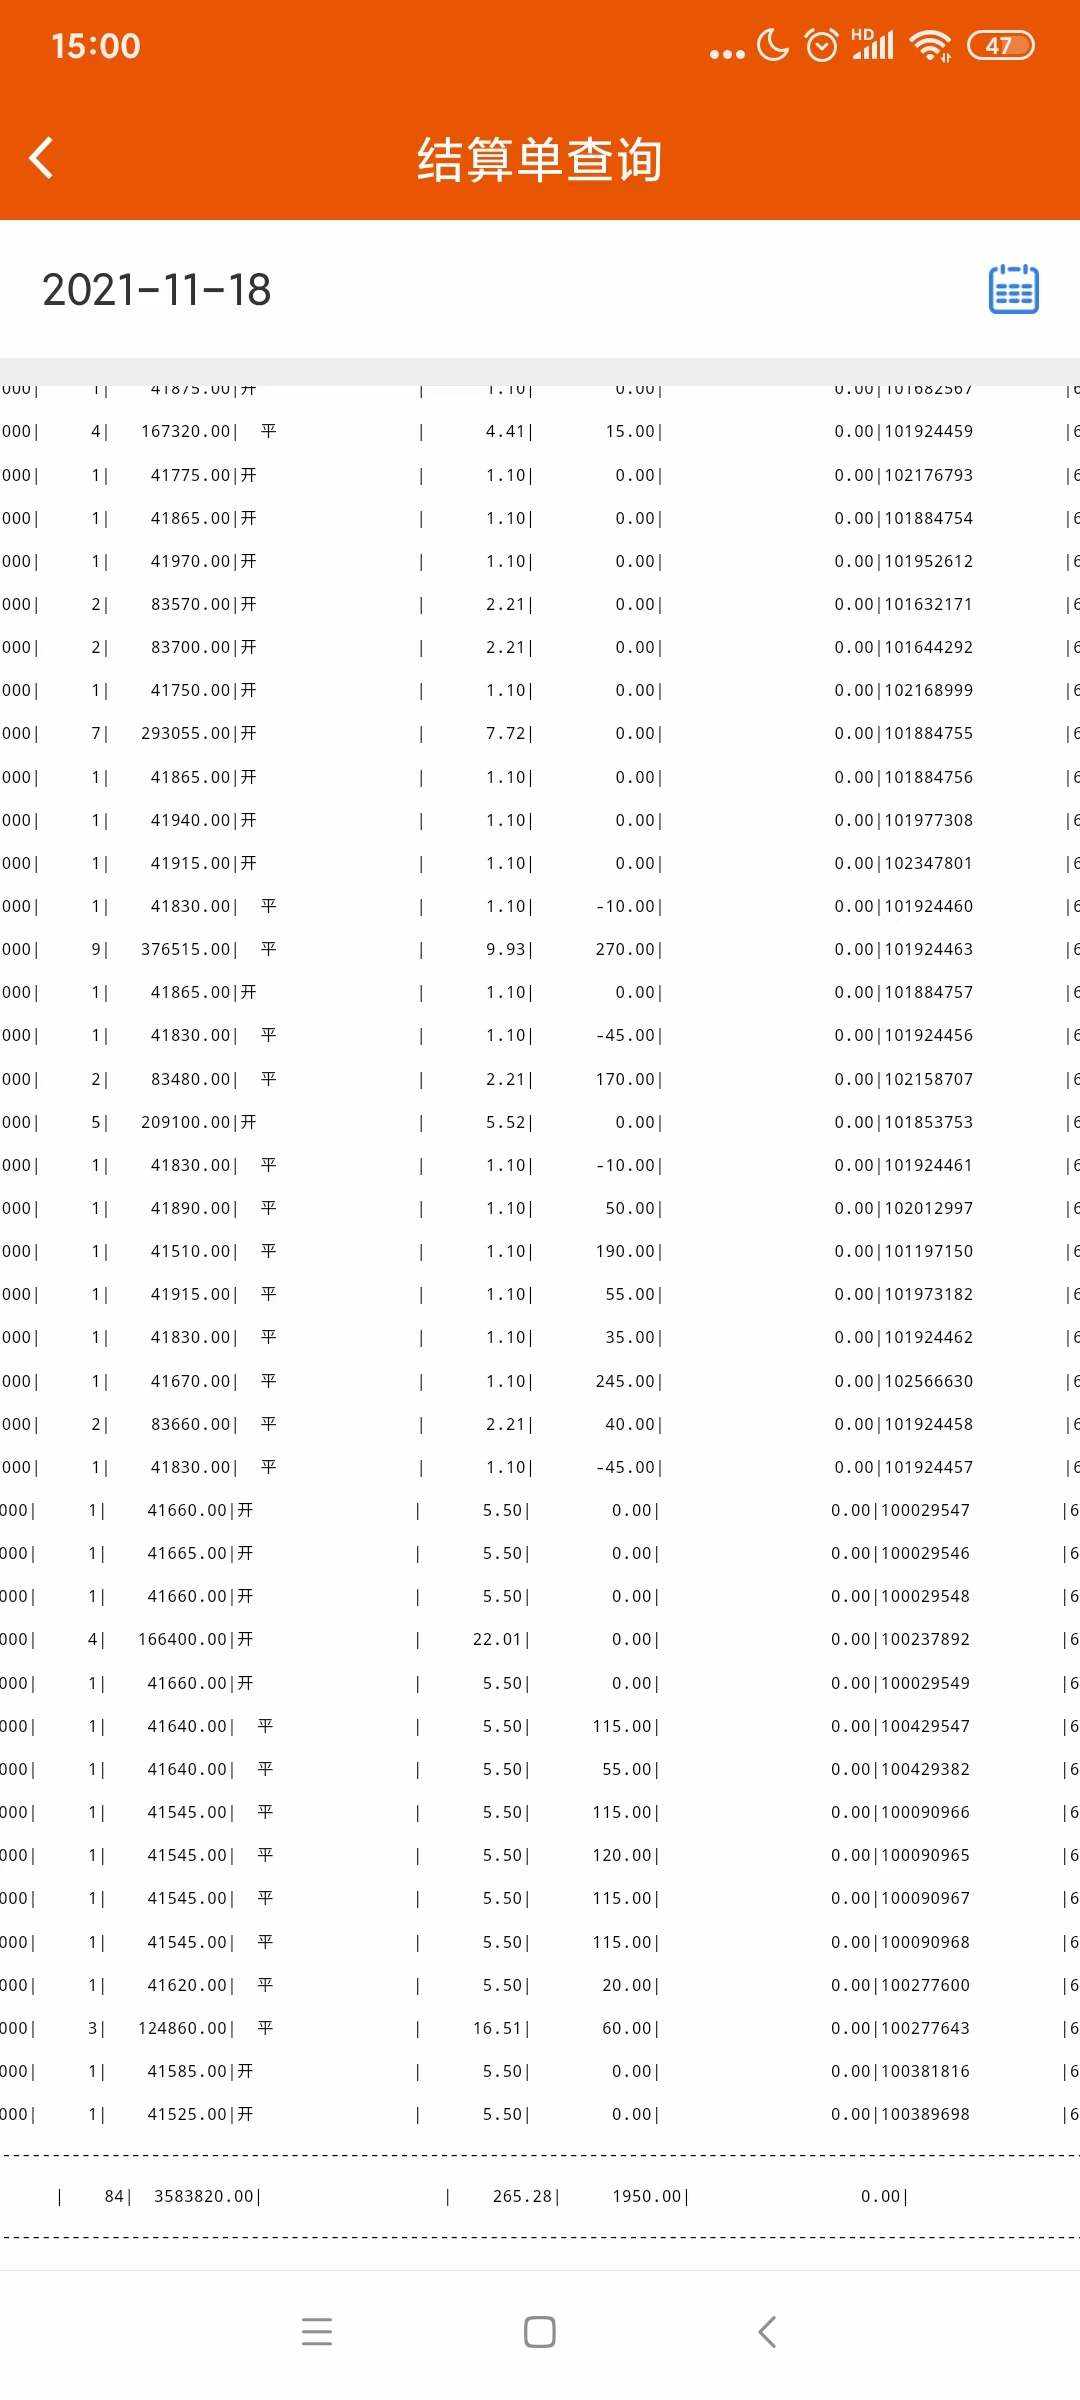 15:00 HD 47
结算单查询
2021-11-18
000| 1| 41875.00|开 | 1.10| 0.00| 0.00|101682567 |6
000| 4| 167320.00| 平 | 4.41| 15.00| 0.00|101924459 |6
000| 1| 41775.00|开 | 1.10| 0.00| 0.00|102176793 |6
000| 1| 41865.00|开 | 1.10| 0.00| 0.00|101884754 |6
000| 1| 41970.00|开 | 1.10| 0.00| 0.00|101952612 |6
000| 2| 83570.00|开 | 2.21| 0.00| 0.00|101632171 |6
000| 2| 83700.00|开 | 2.21| 0.00| 0.00|101644292 |6
000| 1| 41750.00|开 | 1.10| 0.00| 0.00|102168999 |6
000| 7| 293055.00|开 | 7.72| 0.00| 0.00|101884755 |6
000| 1| 41865.00|开 | 1.10| 0.00| 0.00|101884756 |6
000| 1| 41940.00|开 | 1.10| 0.00| 0.00|101977308 |6
000| 1| 41915.00|开 | 1.10| 0.00| 0.00|102347801 |6
000| 1| 41830.00| 平 | 1.10| -10.00| 0.00|101924460 |6
000| 9| 376515.00| 平 | 9.93| 270.00| 0.00|101924463 |6
000| 1| 41865.00|开 | 1.10| 0.00| 0.00|101884757 |6
000| 1| 41830.00| 平 | 1.10| -45.00| 0.00|101924456 |6
000| 2| 83480.00| 平 | 2.21| 170.00| 0.00|102158707 |6
000| 5| 209100.00|开 | 5.52| 0.00| 0.00|101853753 |6
000| 1| 41830.00| 平 | 1.10| -10.00| 0.00|101924461 |6
000| 1| 41890.00| 平 | 1.10| 50.00| 0.00|102012997 |6
000| 1| 41510.00| 平 | 1.10| 190.00| 0.00|101197150 |6
000| 1| 41915.00| 平 | 1.10| 55.00| 0.00|101973182 |6
000| 1| 41830.00| 平 | 1.10| 35.00| 0.00|101924462 |6
000| 1| 41670.00| 平 | 1.10| 245.00| 0.00|102566630 |6
000| 2| 83660.00| 平 | 2.21| 40.00| 0.00|101924458 |6
000| 1| 41830.00| 平 | 1.10| -45.00| 0.00|101924457 |6
000| 1| 41660.00|开 | 5.50| 0.00| 0.00|100029547 |6
000| 1| 41665.00|开 | 5.50| 0.00| 0.00|100029546 |6
000| 1| 41660.00|开 | 5.50| 0.00| 0.00|100029548 |6
000| 4| 166400.00|开 | 22.01| 0.00| 0.00|100237892 |6
000| 1| 41660.00|开 | 5.50| 0.00| 0.00|100029549 |6
000| 1| 41640.00| 平 | 5.50| 115.00| 0.00|100429547 |6
000| 1| 41640.00| 平 | 5.50| 55.00| 0.00|100429382 |6
000| 1| 41545.00| 平 | 5.50| 115.00| 0.00|100090966 |6
000| 1| 41545.00| 平 | 5.50| 120.00| 0.00|100090965 |6
000| 1| 41545.00| 平 | 5.50| 115.00| 0.00|100090967 |6
000| 1| 41545.00| 平 | 5.50| 115.00| 0.00|100090968 |6
000| 1| 41620.00| 平 | 5.50| 20.00| 0.00|100277600 |6
000| 3| 124860.00| 平 | 16.51| 60.00| 0.00|100277643 |6
000| 1| 41585.00|开 | 5.50| 0.00| 0.00|100381816 |6
000| 1| 41525.00|开 | 5.50| 0.00| 0.00|100389698 |6
| 84| 3583820.00| | 265.28| 1950.00| 0.00|